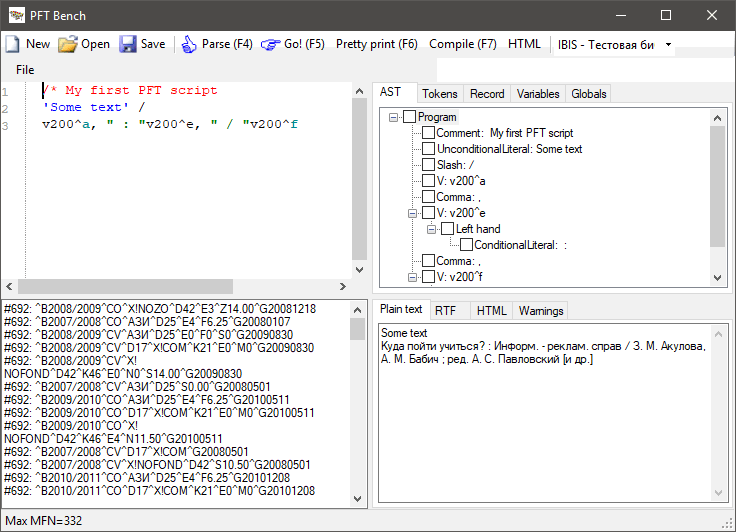 PFT Bench
New Open Save Parse (F4) Go! (F5) Pretty print (F6) Compile (F7) HTML IBIS - Тестовая би
File
1 /* My first PFT script
2 'Some text' /
3 v200^a, " : "v200^e, " / "v200^f
AST Tokens Record Variables Globals
Program
Comment: My first PFT script
UnconditionalLiteral: Some text
Slash: /
V: v200^a
Comma: ,
V: v200^e
Left hand
ConditionalLiteral: :
Comma: ,
V: v200^f
#692: ^B2008/2009^CO^X!NOZO^D42^E3^Z14.00^G20081218
#692: ^B2007/2008^CO^AЗИ^D25^E4^F6.25^G20080107
#692: ^B2008/2009^CV^AЗИ^D25^E0^F0^S0^G20090830
#692: ^B2008/2009^CV^D17^X!COM^K21^E0^M0^G20090830
#692: ^B2008/2009^CV^X!
NOFOND^D42^K46^E0^N0^S14.00^G20090830
#692: ^B2007/2008^CV^AЗИ^D25^S0.00^G20080501
#692: ^B2009/2010^CO^AЗИ^D25^E4^F6.25^G20100511
#692: ^B2009/2010^CO^D17^X!COM^K21^E0^M0^G20100511
#692: ^B2009/2010^CO^X!
NOFOND^D42^K46^E4^N11.50^G20100511
#692: ^B2007/2008^CV^D17^X!COM^G20080501
#692: ^B2007/2008^CV^X!NOFOND^D42^S10.50^G20080501
#692: ^B2010/2011^CO^AЗИ^D25^E4^F6.25^G20101208
#692: ^B2010/2011^CO^D17^X!COM^K21^E0^M0^G20101208
Plain text RTF HTML Warnings
Some text
Куда пойти учиться? : Информ. - реклам. справ / З. М. Акулова,
А. М. Бабич ; ред. А. С. Павловский [и др.]
Max MFN=332